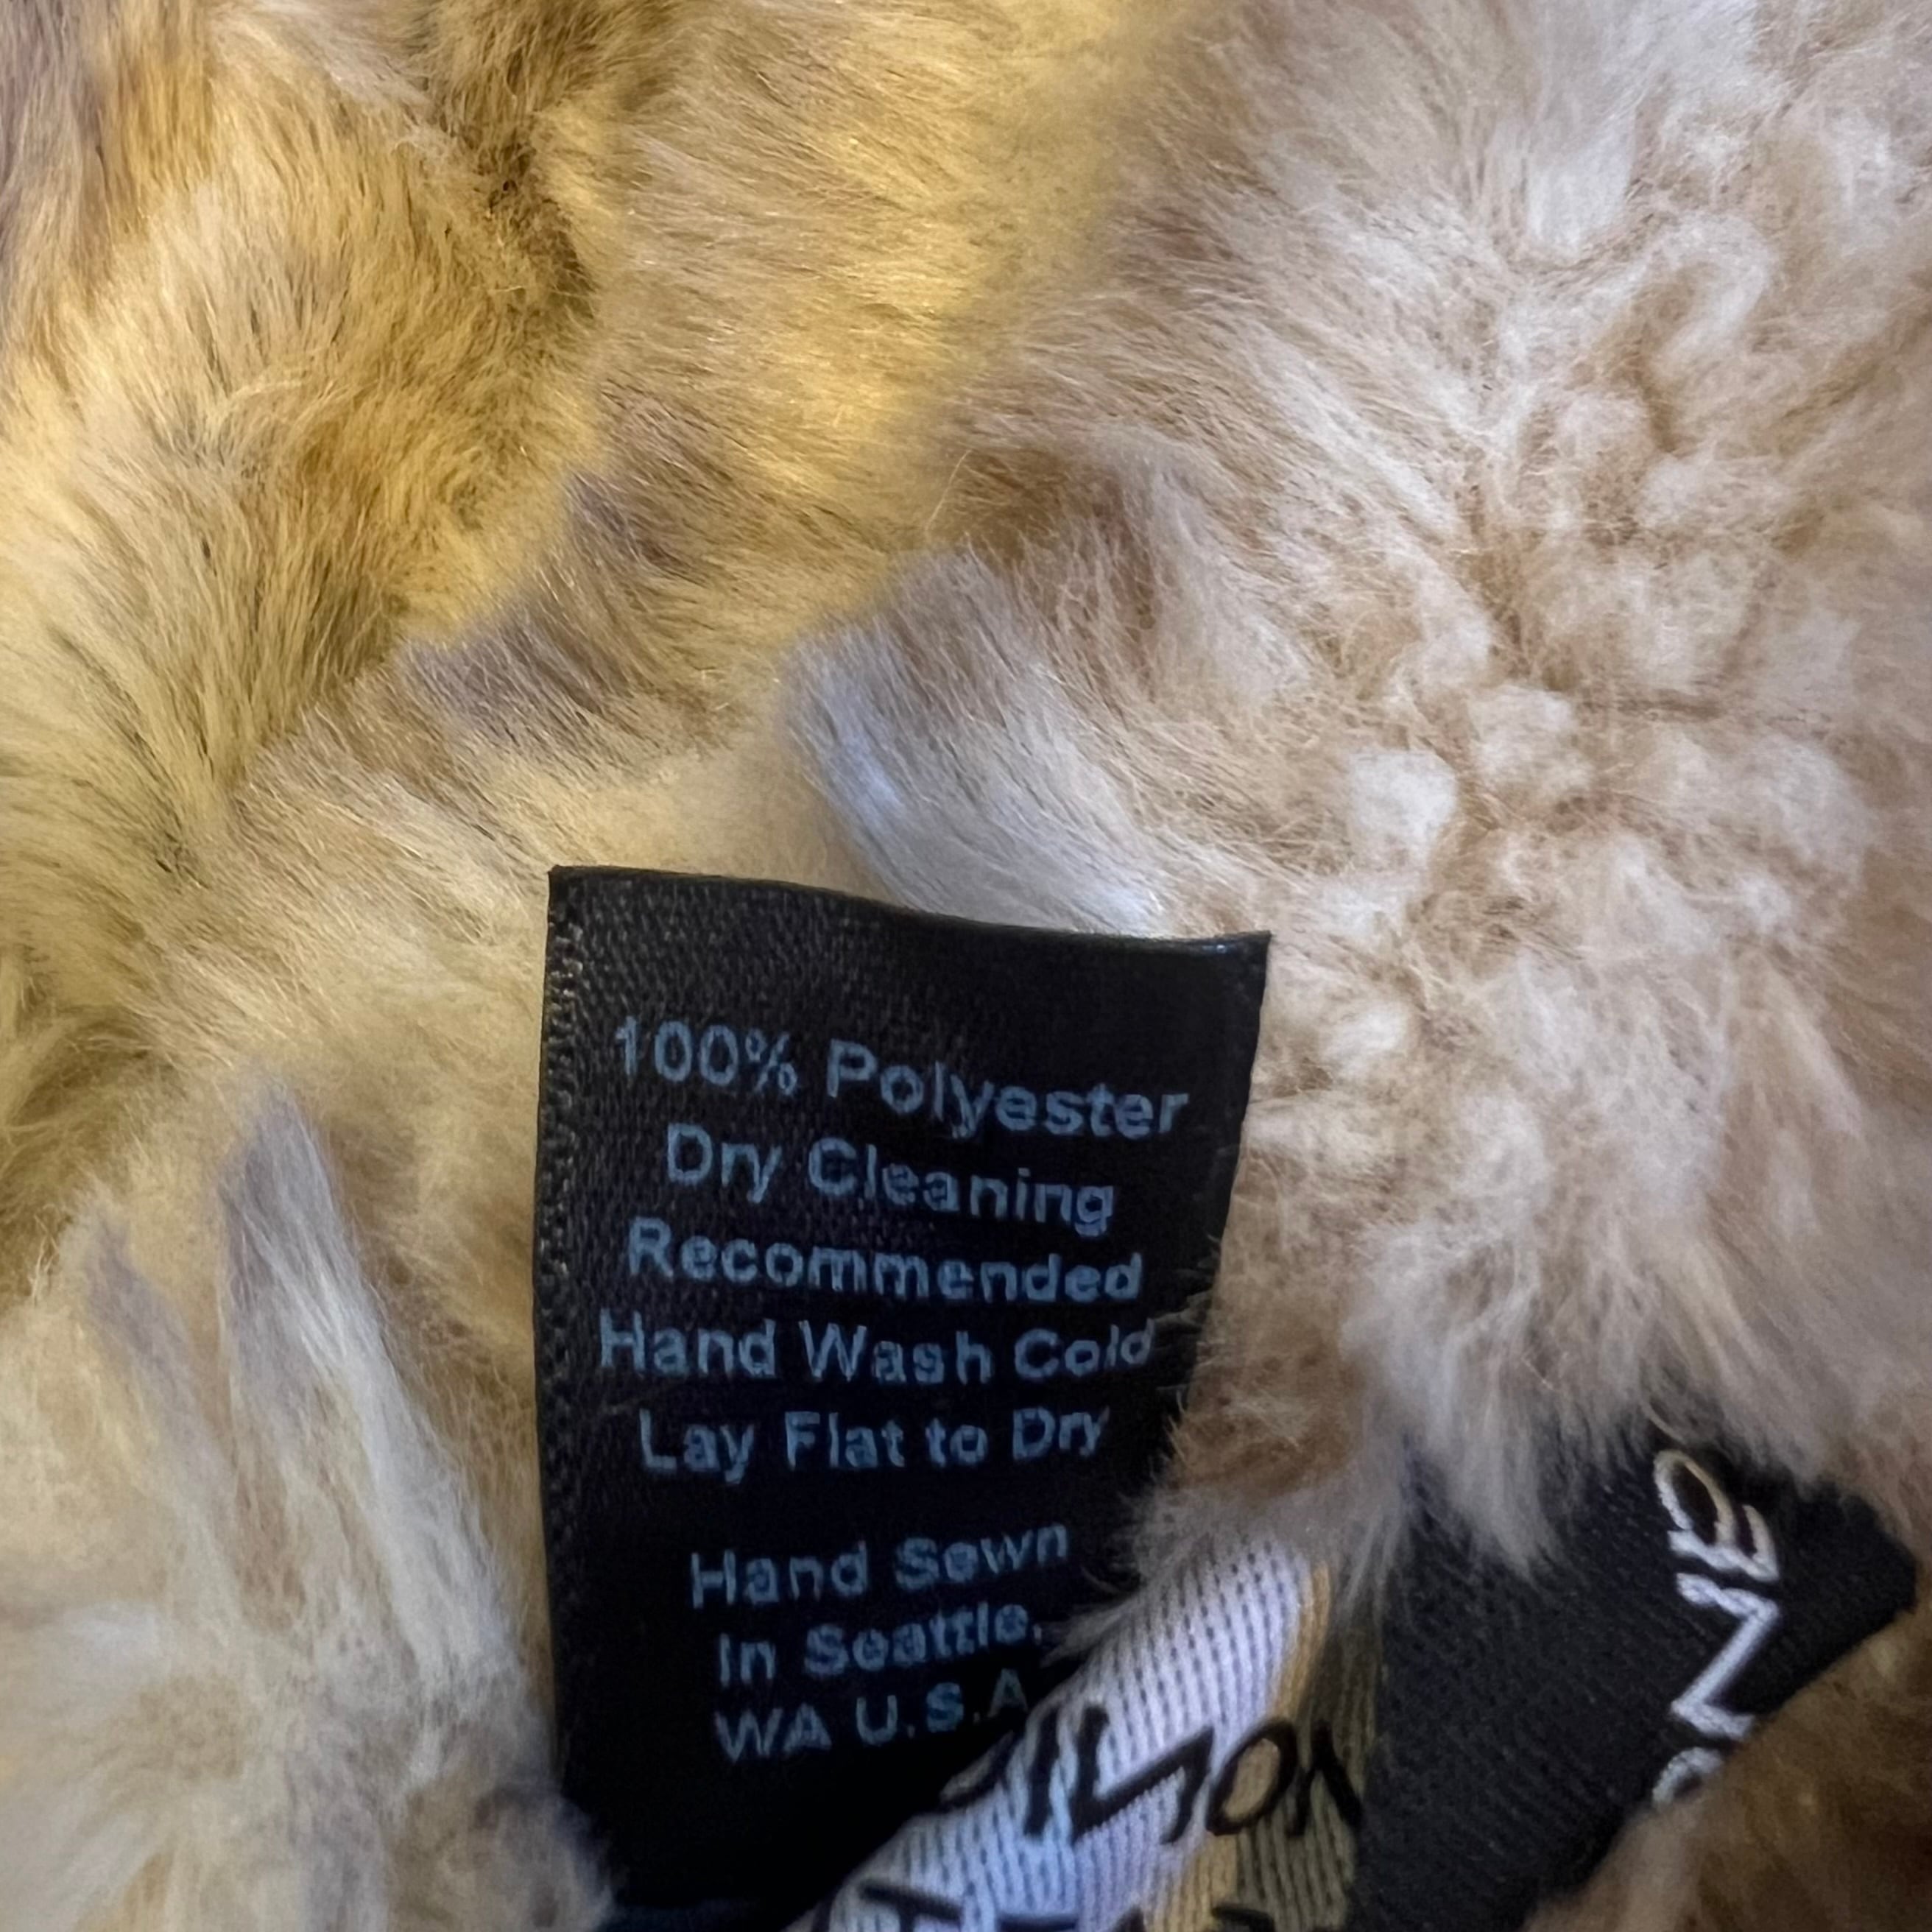 100% Polyester
Dry Cleaning
Recommended
Hand Wash Cold
Lay Flat to Dry
Hand Sewn
In Seattle,
WA U.S.A